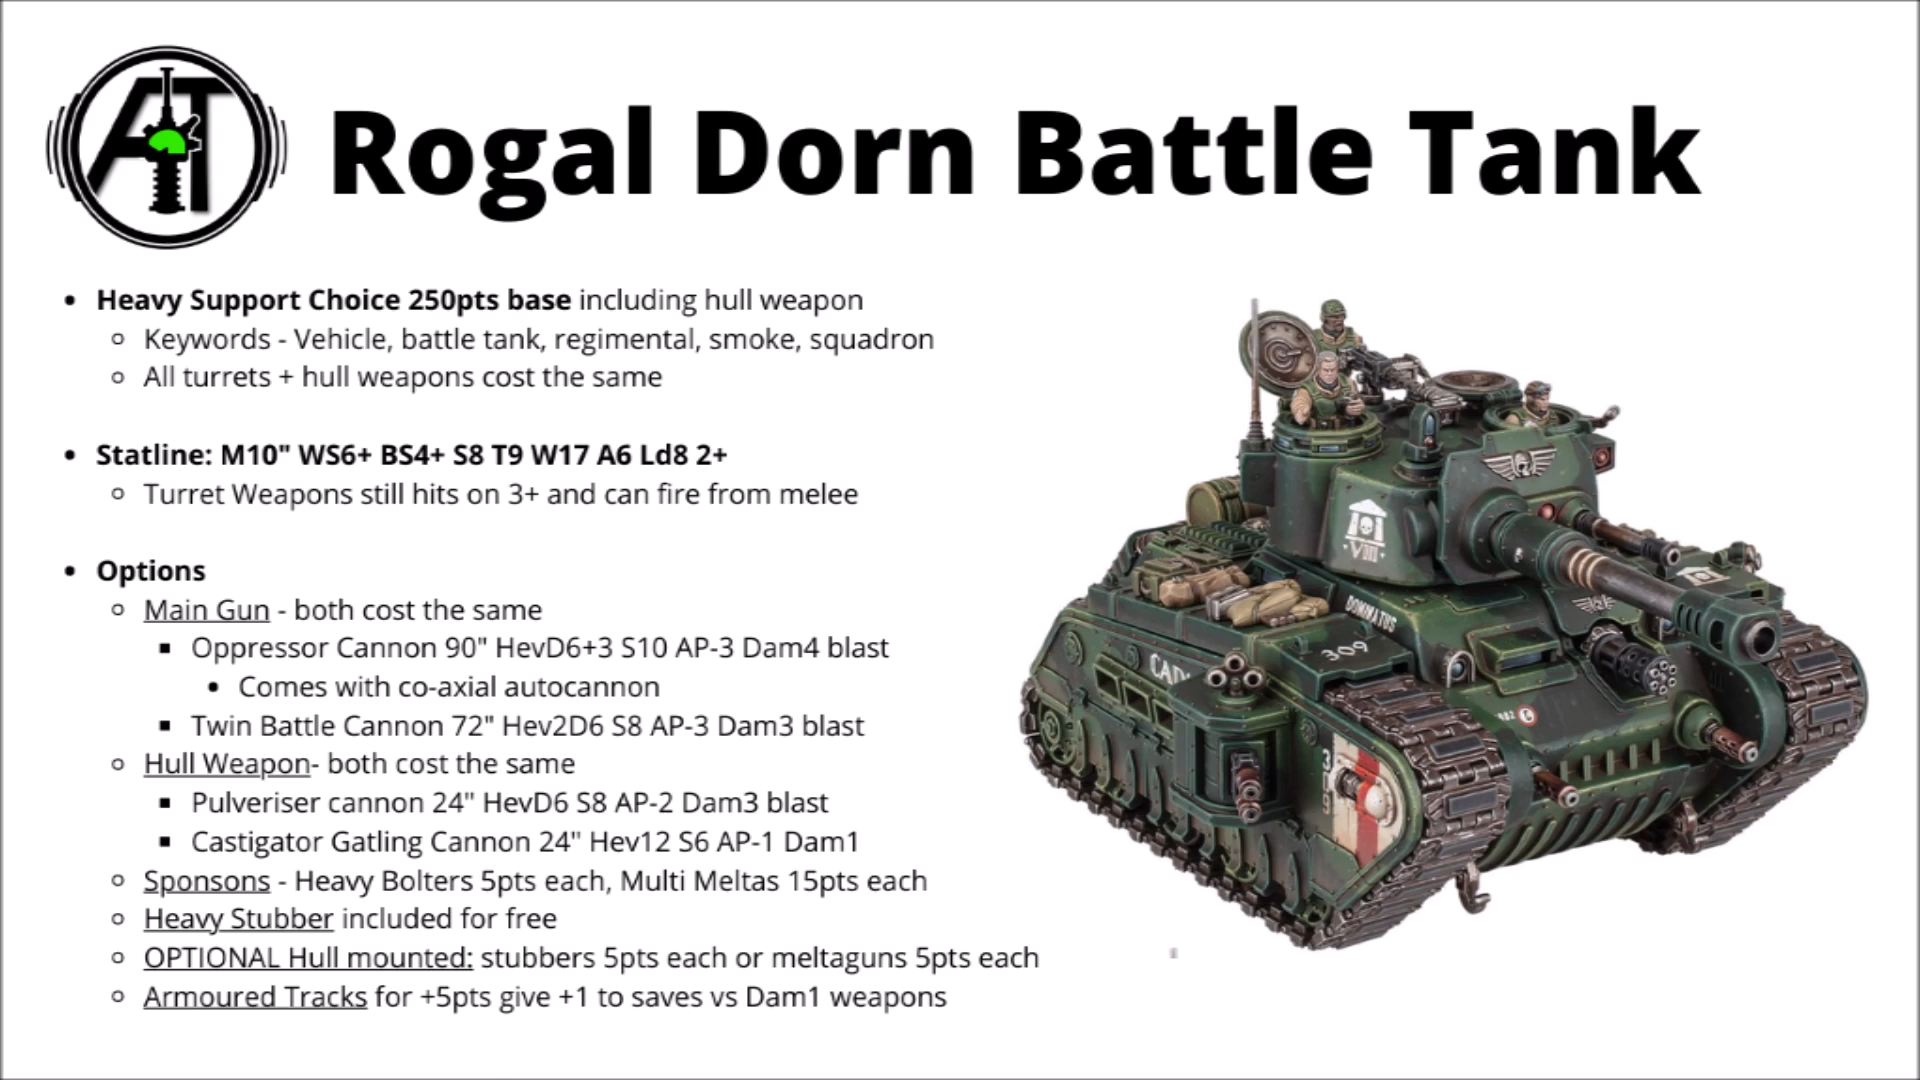 AT
Rogal Dorn Battle Tank
• Heavy Support Choice 250pts base including hull weapon
◦ Keywords - Vehicle, battle tank, regimental, smoke, squadron
◦ All turrets + hull weapons cost the same
• Statline: M10" WS6+ BS4+ S8 T9 W17 A6 Ld8 2+
◦ Turret Weapons still hits on 3+ and can fire from melee
• Options
◦ Main Gun - both cost the same
▪ Oppressor Cannon 90" HevD6+3 S10 AP-3 Dam4 blast
• Comes with co-axial autocannon
▪ Twin Battle Cannon 72" Hev2D6 S8 AP-3 Dam3 blast
◦ Hull Weapon- both cost the same
▪ Pulveriser cannon 24" HevD6 S8 AP-2 Dam3 blast
▪ Castigator Gatling Cannon 24" Hev12 S6 AP-1 Dam1
◦ Sponsons - Heavy Bolters 5pts each, Multi Meltas 15pts each
◦ Heavy Stubber included for free
◦ OPTIONAL Hull mounted: stubbers 5pts each or meltaguns 5pts each
◦ Armoured Tracks for +5pts give +1 to saves vs Dam1 weapons
VIII
DOMINATUS
309
CADI